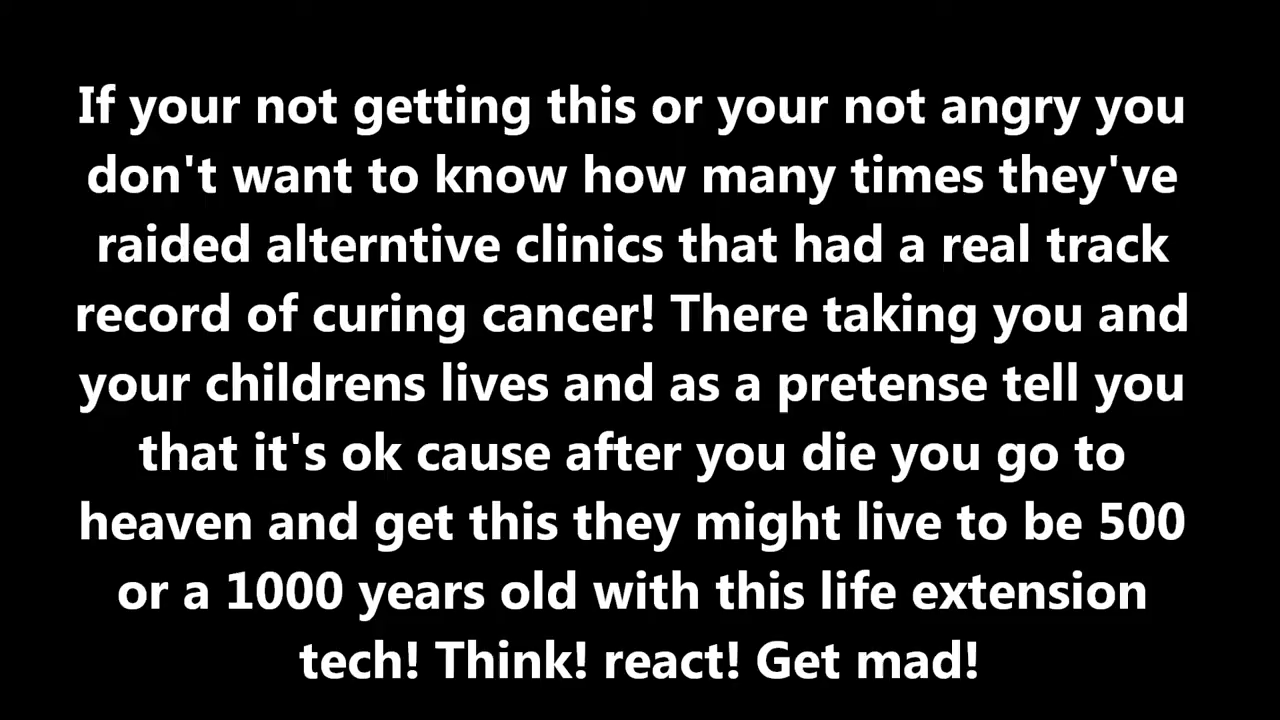 If your not getting this or your not angry you
don't want to know how many times they've
raided alterntive clinics that had a real track
record of curing cancer! There taking you and
your childrens lives and as a pretense tell you
that it's ok cause after you die you go to
heaven and get this they might live to be 500
or a 1000 years old with this life extension
tech! Think! react! Get mad!